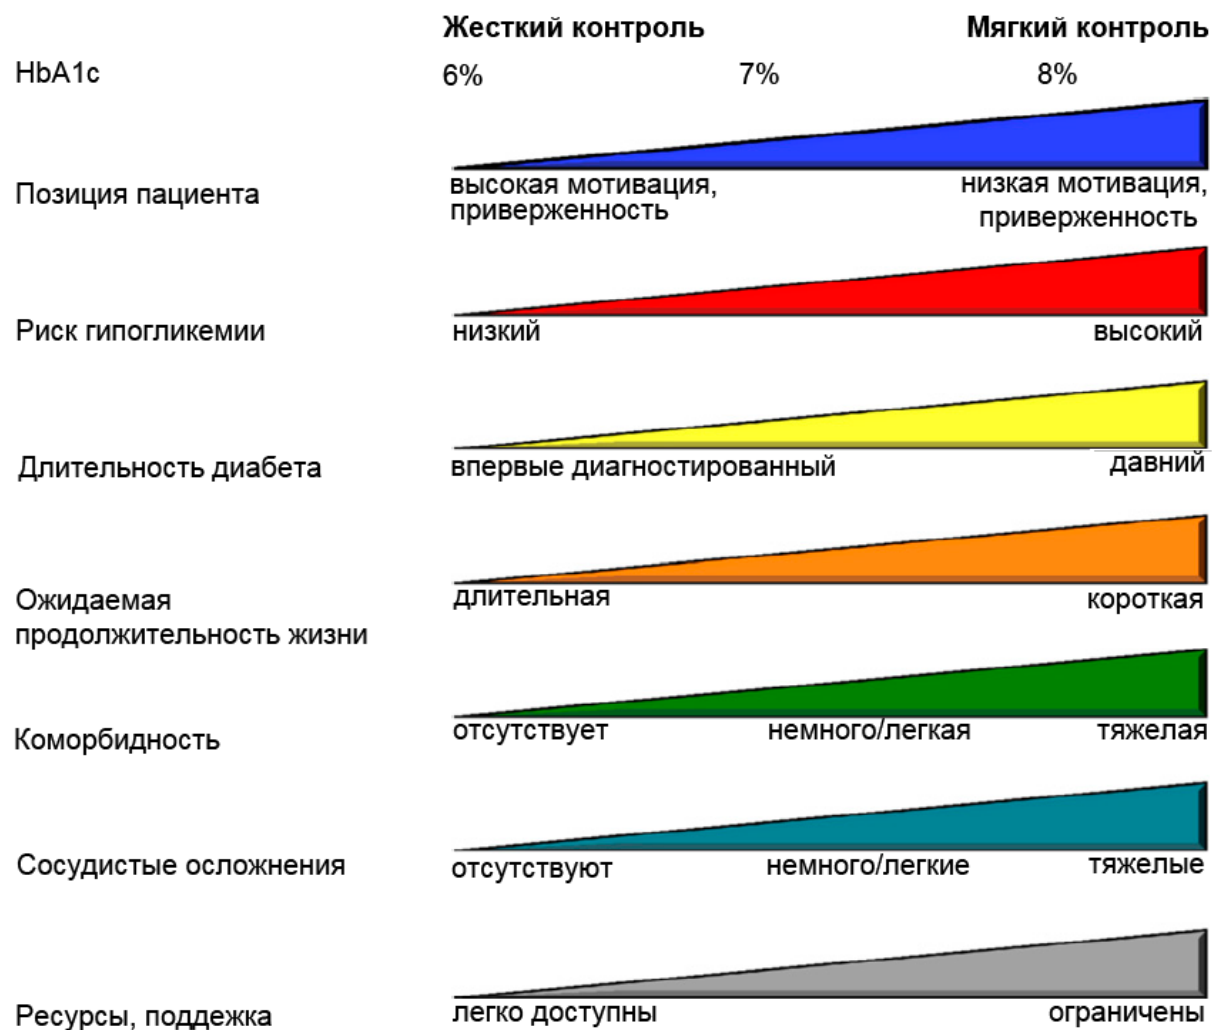 Жесткий контроль Мягкий контроль
HbA1c 6% 7% 8%
Позиция пациента
высокая мотивация,
приверженность
низкая мотивация,
приверженность
Риск гипогликемии низкий высокий
Длительность диабета впервые диагностированный давний
Ожидаемая
продолжительность жизни
длительная короткая
Коморбидность отсутствует немного/легкая тяжелая
Сосудистые осложнения отсутствуют немного/легкие тяжелые
Ресурсы, поддежка легко доступны ограничены